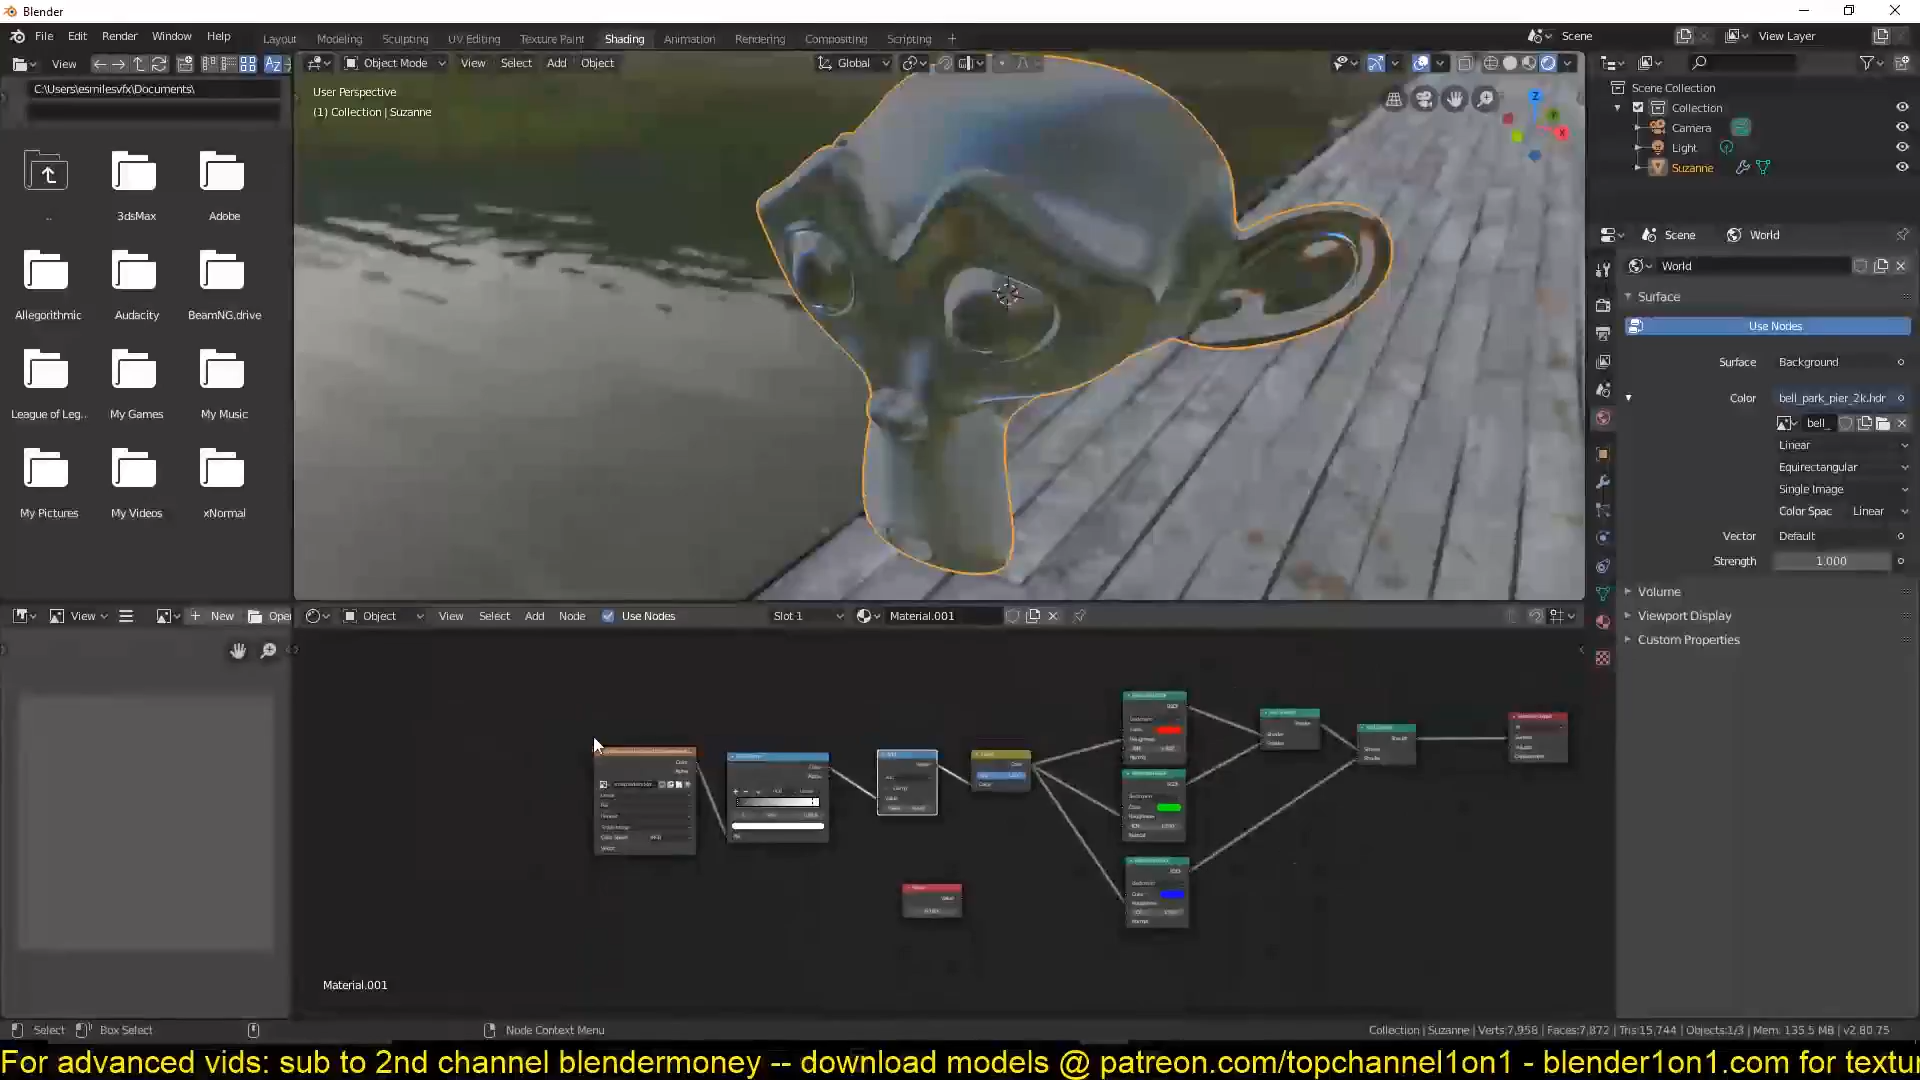 Blender
File Edit Render Window Help
Layout Modeling Sculpting UV Editing Texture Paint Shading Animation Rendering Compositing Scripting +
Scene View Layer
View
C:\Users\esmilesvfx\Documents\
..
3dsMax
Adobe
Allegorithmic
Audacity
BeamNG.drive
League of Leg..
My Games
My Music
My Pictures
My Videos
xNormal
Object Mode View Select Add Object Global
User Perspective
(1) Collection | Suzanne
Scene Collection
Collection
Camera
Light
Suzanne
Scene World
World
Surface
Use Nodes
Surface Background
Color bell_park_pier_2k.hdr
bell_
Linear
Equirectangular
Single Image
Color Spac Linear
Vector Default
Strength 1.000
Volume
Viewport Display
Custom Properties
View + New Open
Object View Select Add Node Use Nodes Slot 1 Material.001
Material.001
Select Box Select Node Context Menu
Collection | Suzanne | Verts:7,958 | Faces:7,872 | Tris:15,744 | Objects:1/3 | Mem: 135.5 MB | v2.80.75
For advanced vids: sub to 2nd channel blendermoney -- download models @ patreon.com/topchannel1on1 - blender1on1.com for textur